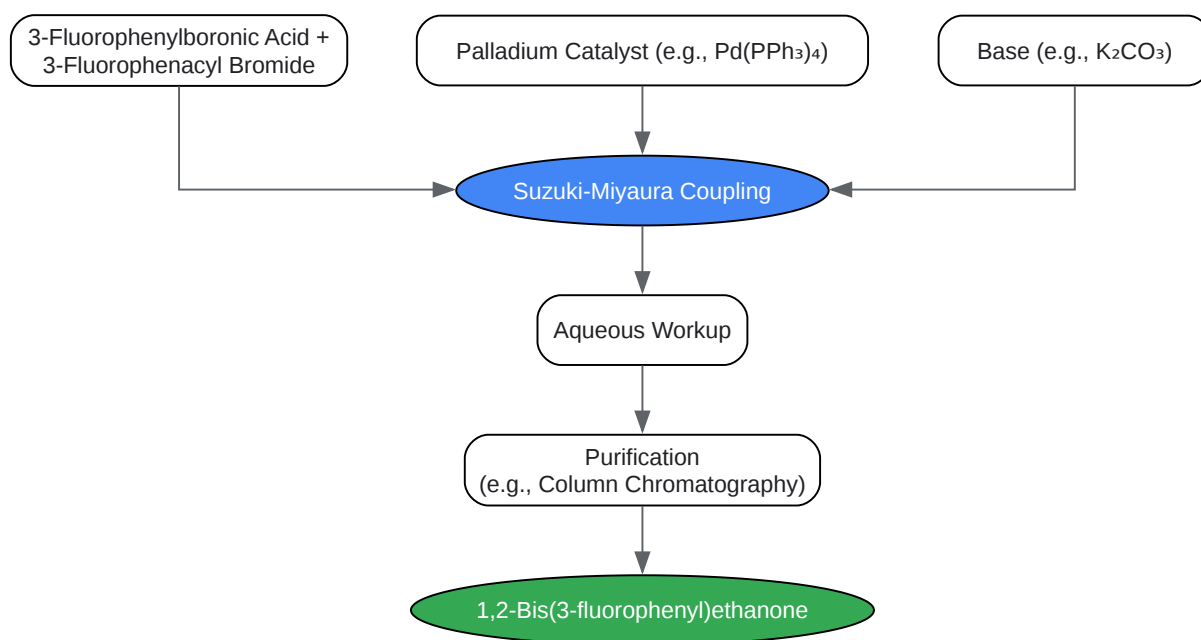 3-Fluorophenylboronic Acid +
3-Fluorophenacyl Bromide
Palladium Catalyst (e.g., Pd(PPh₃)₄)
Base (e.g., K₂CO₃)
Suzuki-Miyaura Coupling
Aqueous Workup
Purification
(e.g., Column Chromatography)
1,2-Bis(3-fluorophenyl)ethanone